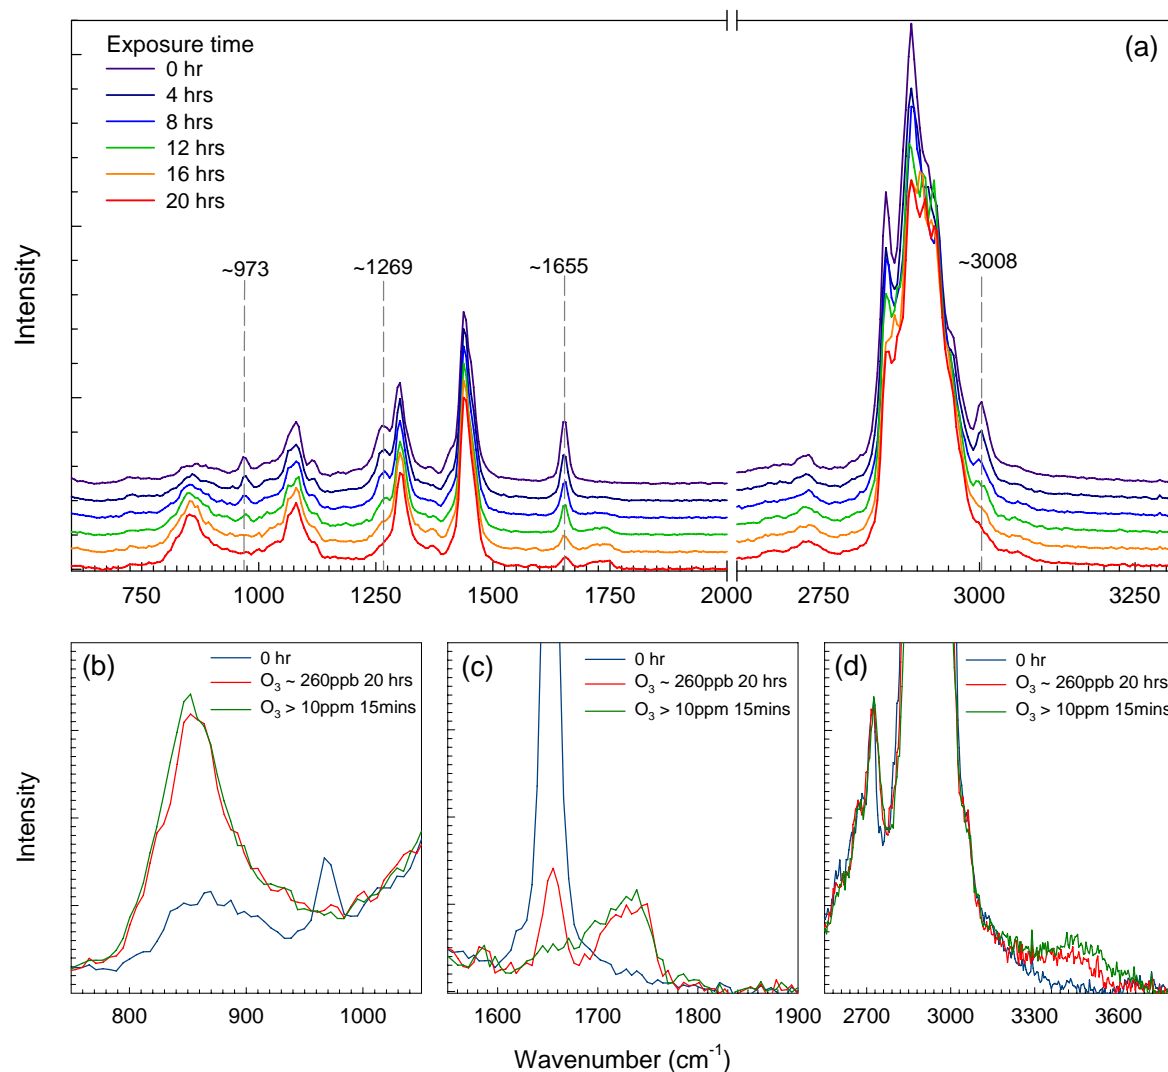 Exposure time
(a)
0 hr
4 hrs
8 hrs
12 hrs
16 hrs
20 hrs
~973
~1269
~1655
~3008
Intensity
750
1000
1250
1500
1750
2000
2750
3000
3250
(b)
0 hr
O3 ~ 260ppb 20 hrs
O3 > 10ppm 15mins
(c)
0 hr
O3 ~ 260ppb 20 hrs
O3 > 10ppm 15mins
(d)
0 hr
O3 ~ 260ppb 20 hrs
O3 > 10ppm 15mins
Intensity
800
900
1000
1600
1700
1800
1900
2700
3000
3300
3600
Wavenumber (cm-1)